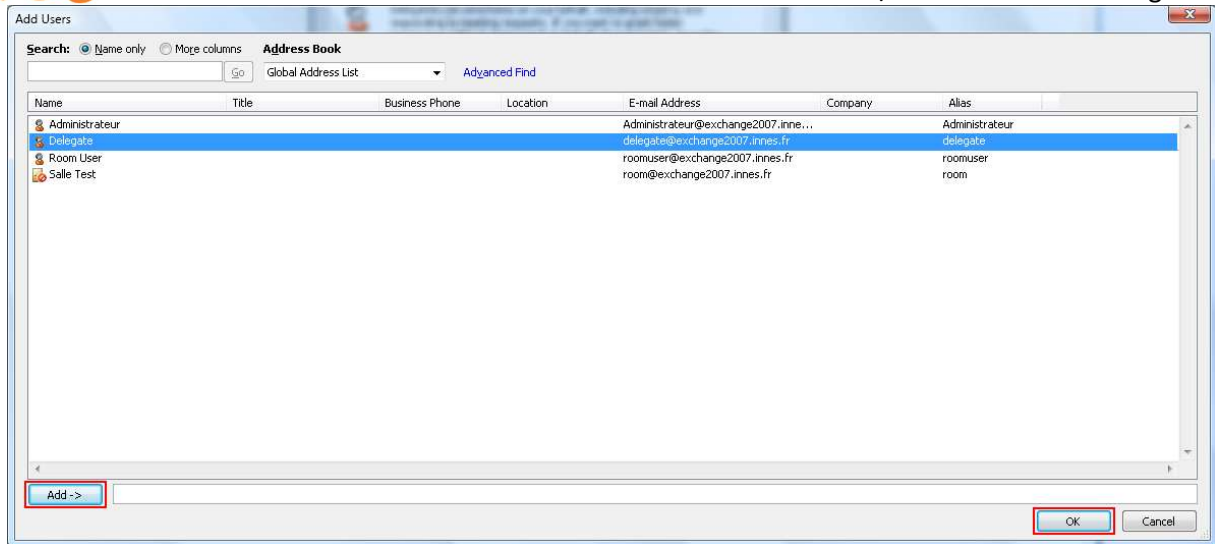 Add Users
Search: Name only More columns Address Book
Go Global Address List Advanced Find
Name Title Business Phone Location E-mail Address Company Alias
Administrateur Administrateur@exchange2007.inne... Administrateur
Delegate delegate@exchange2007.innes.fr delegate
Room User roomuser@exchange2007.innes.fr roomuser
Salle Test room@exchange2007.innes.fr room
Add ->
OK Cancel